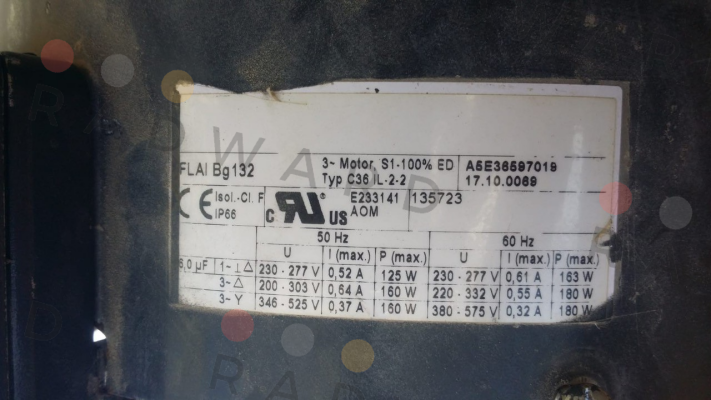 FLAI Bg132
3~ Motor, S1-100% ED
Typ C36 IL-2-2
A5E36597019
17.10.0069
CE Isol.-Cl. F
IP66
c RU ® US
E233141
AOM
135723
50 Hz 60 Hz
U I (max.) P (max.) U I (max.) P (max.)
6,0 µF 1~ ⊥ △ 230 - 277 V 0,52 A 125 W 230 - 277 V 0,61 A 163 W
3~ △ 200 - 303 V 0,64 A 160 W 220 - 332 V 0,55 A 180 W
3~ Y 346 - 525 V 0,37 A 160 W 380 - 575 V 0,32 A 180 W
RADWARD